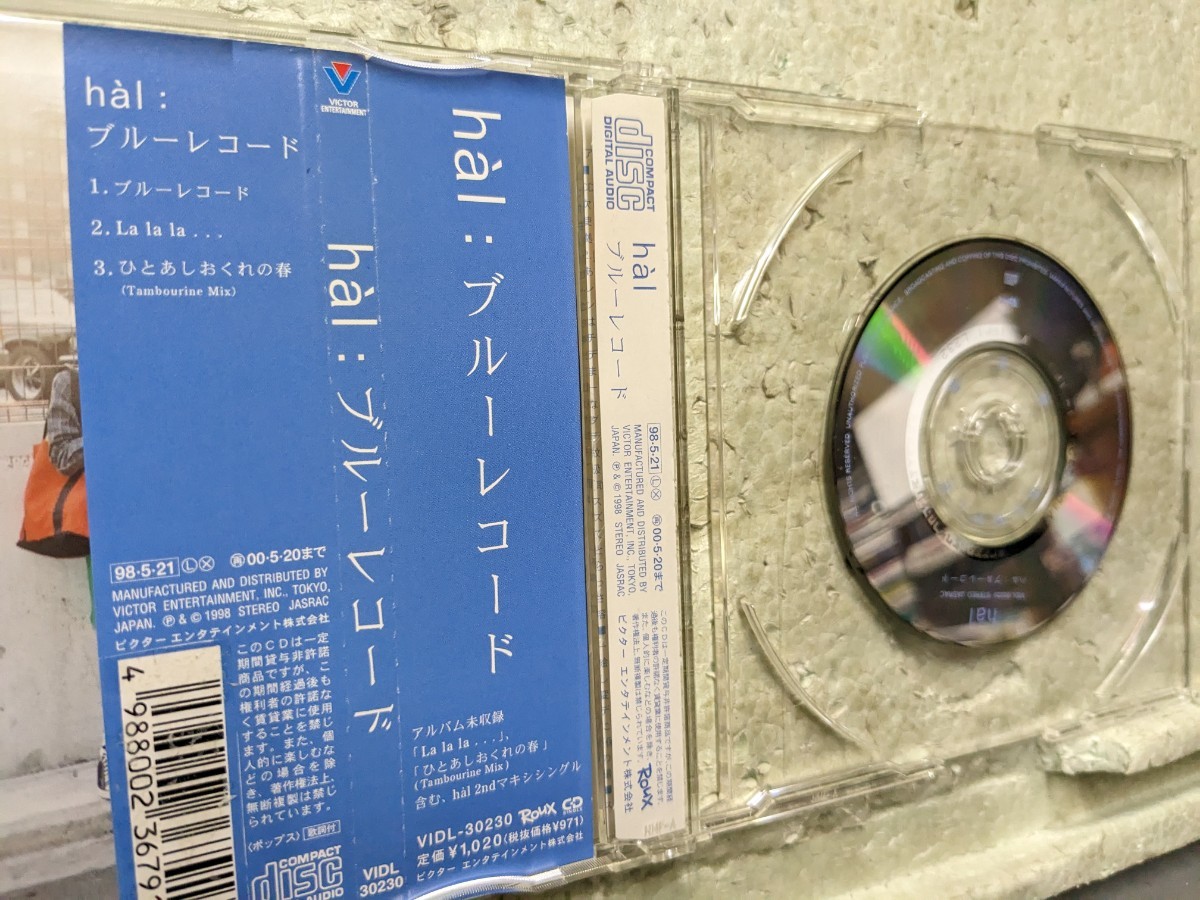 hàl :
ブルーレコード
1. ブルーレコード
2. La la la . . .
3. ひとあしおくれの春
(Tambourine Mix)
98・5・21 Ⓛ Ⓧ ㊢00・5・20まで
MANUFACTURED AND DISTRIBUTED BY
VICTOR ENTERTAINMENT, INC., TOKYO,
JAPAN. Ⓟ & © 1998 STEREO JASRAC
ビクター エンタテインメント株式会社
このCDは一定
期間貸与非許諾
商品ですが、こ
の期間経過後も
権利者の許諾な
く賃貸業に使用
することを禁じ
ます。また、個
人的に楽しむな
どの場合を除
き、著作権法上、
無断複製は禁じ
られています。
〈ポップス〉 歌詞付
COMPACT
disc
DIGITAL AUDIO
4 988002 3679
VICTOR
ENTERTAINMENT
hàl : ブルーレコード
VIDL
30230
hàl : ブルーレコード
アルバム未収録
「La la la . . .」,
「ひとあしおくれの春」
(Tambourine Mix)
含む、hàl 2ndマキシシングル
VIDL-30230 RouX CD
定価¥1,020(税抜価格¥971)
ビクター エンタテインメント株式会社
COMPACT
disc
DIGITAL AUDIO
hàl
ブルーレコード
98・5・21 Ⓛ Ⓧ ㊢00・5・20まで
MANUFACTURED AND DISTRIBUTED BY
VICTOR ENTERTAINMENT, INC. TOKYO,
JAPAN. Ⓟ & © 1998 STEREO JASRAC
ビクター エンタテインメント株式会社
RouX
hàl
hàl : ブルーレコード